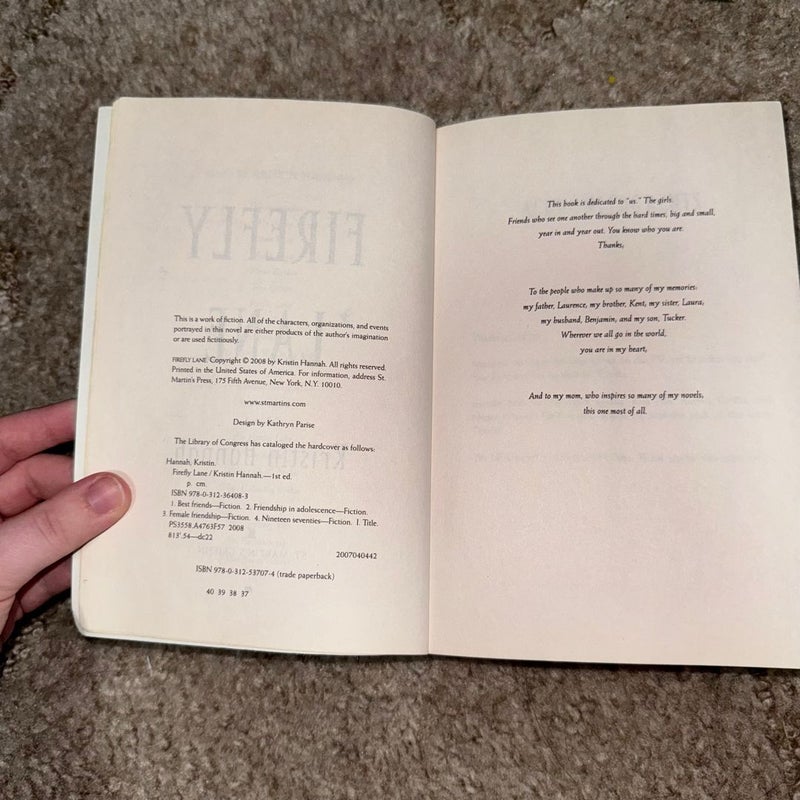 This is a work of fiction. All of the characters, organizations, and events
portrayed in this novel are either products of the author's imagination
or are used fictitiously.
FIREFLY LANE. Copyright © 2008 by Kristin Hannah. All rights reserved.
Printed in the United States of America. For information, address St.
Martin's Press, 175 Fifth Avenue, New York, N.Y. 10010.
www.stmartins.com
Design by Kathryn Parise
The Library of Congress has cataloged the hardcover as follows:
Hannah, Kristin.
Firefly Lane / Kristin Hannah.—1st ed.
p. cm.
ISBN 978-0-312-36408-3
1. Best friends—Fiction. 2. Friendship in adolescence—Fiction.
3. Female friendship—Fiction. 4. Nineteen seventies—Fiction. I. Title.
PS3558.A4763F57 2008
813'.54—dc22
2007040442
ISBN 978-0-312-53707-4 (trade paperback)
40 39 38 37
This book is dedicated to "us." The girls.
Friends who see one another through the hard times, big and small,
year in and year out. You know who you are.
Thanks,
To the people who make up so many of my memories:
my father, Laurence, my brother, Kent, my sister, Laura,
my husband, Benjamin, and my son, Tucker.
Wherever we all go in the world,
you are in my heart,
And to my mom, who inspires so many of my novels,
this one most of all.
FIREFLY